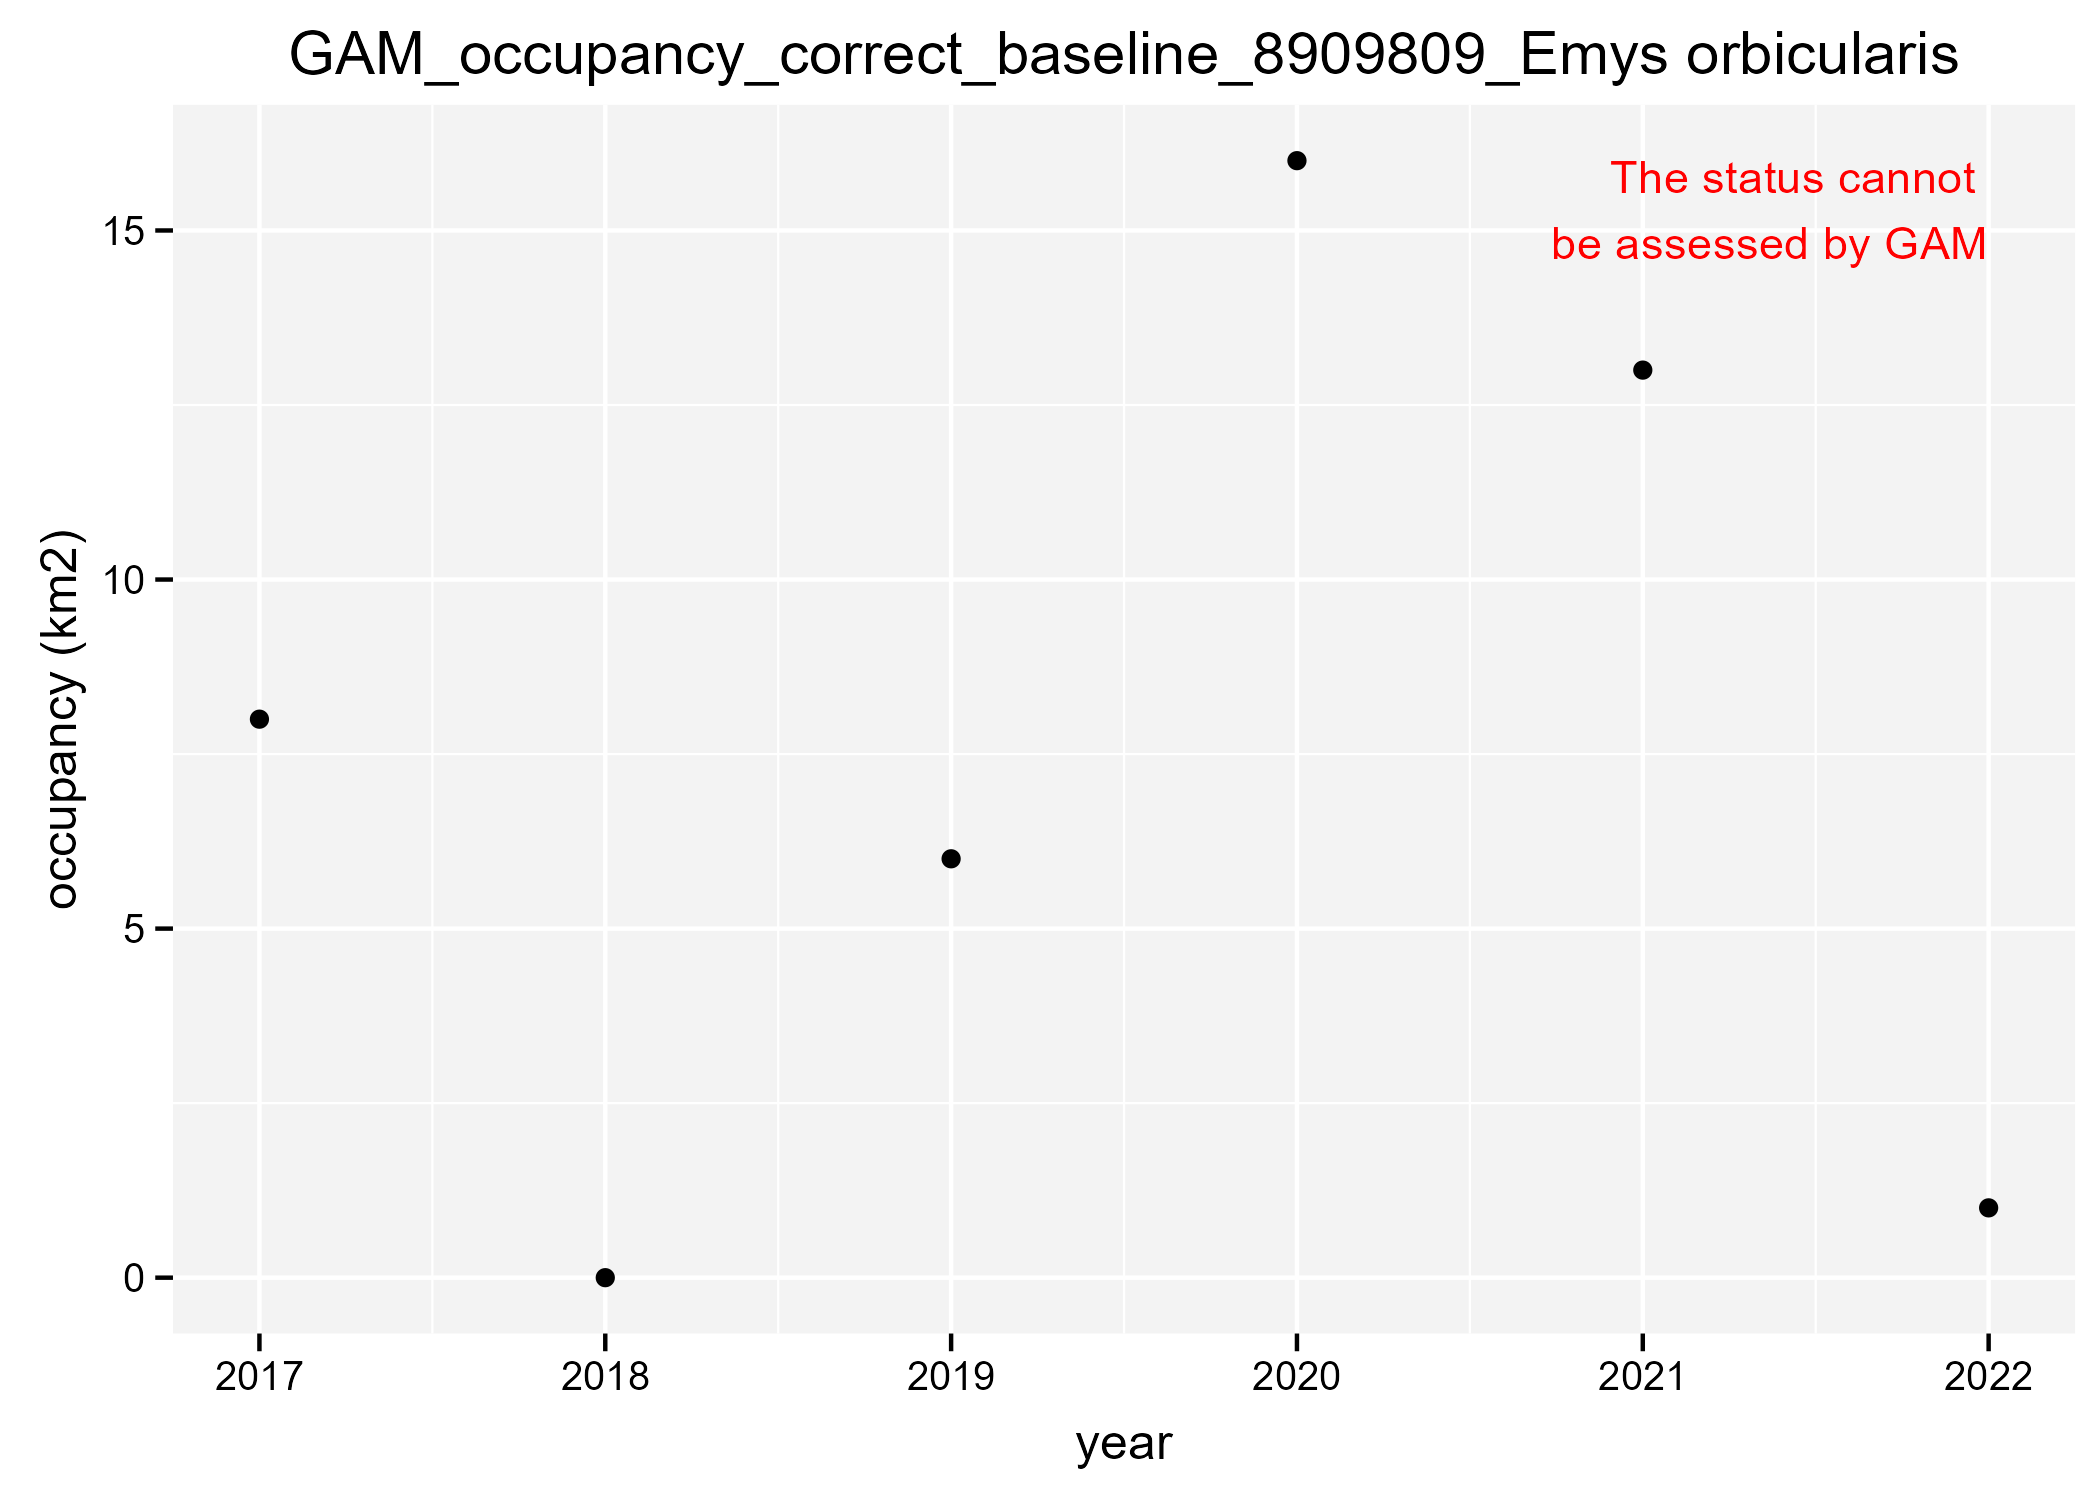 GAM_occupancy_correct_baseline_8909809_Emys orbicularis
The status cannot
be assessed by GAM
15
10
5
0
occupancy (km2)
2017 2018 2019 2020 2021 2022
year